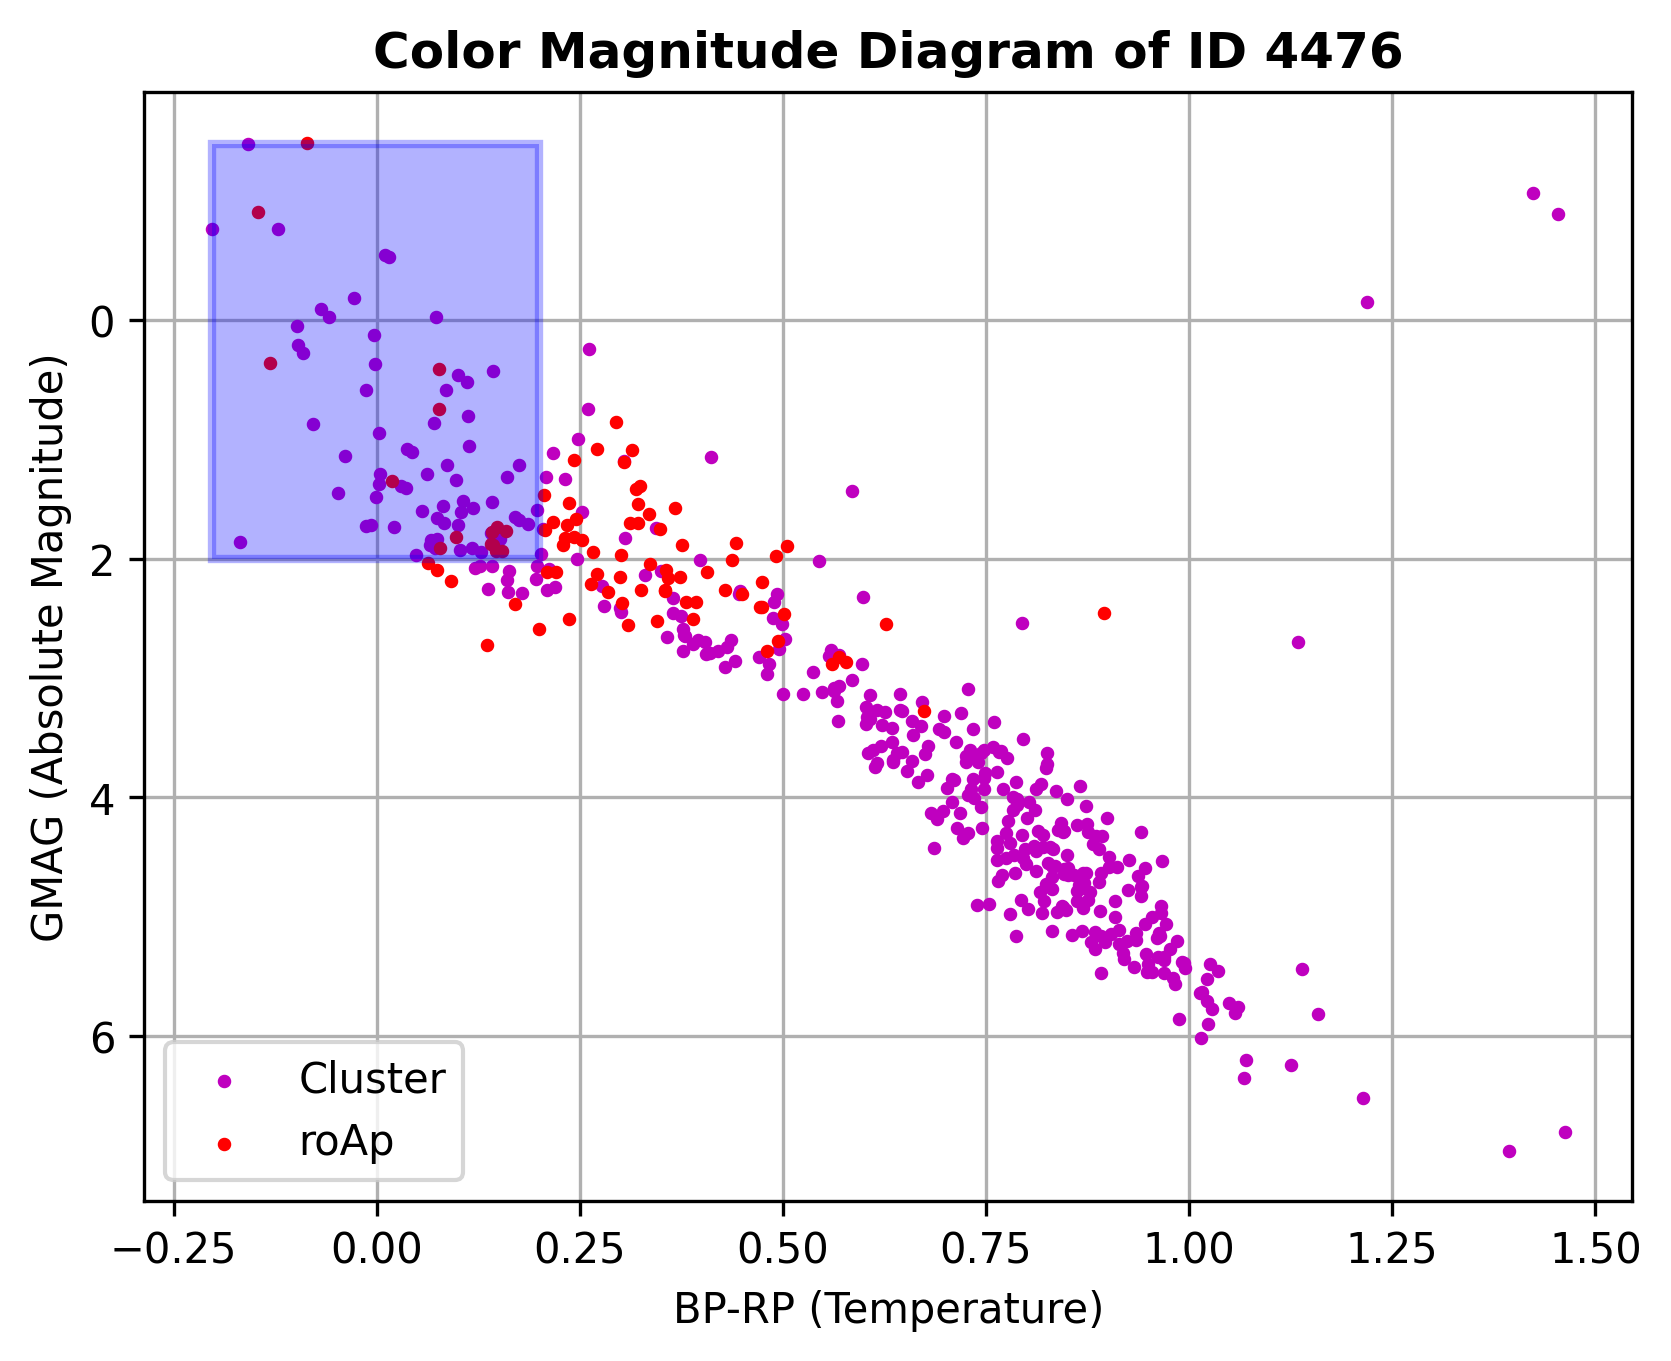 Color Magnitude Diagram of ID 4476
GMAG (Absolute Magnitude)
0
2
4
6
Cluster
roAp
−0.25
0.00
0.25
0.50
0.75
1.00
1.25
1.50
BP-RP (Temperature)